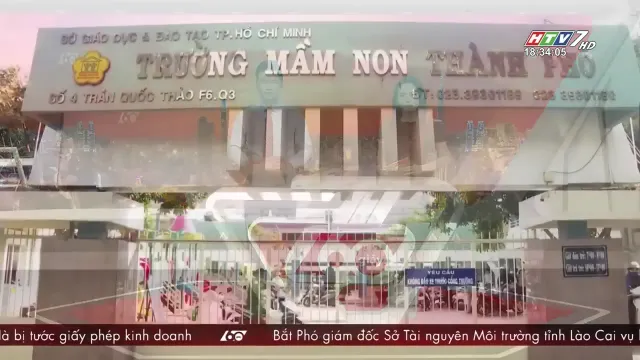 HTV7 HD
18:34:05
SỞ GIÁO DỤC & ĐÀO TẠO TP. HỒ CHÍ MINH
TRƯỜNG MẦM NON THÀNH PHỐ
SỐ 4 TRẦN QUỐC THẢO F6.Q3
YÊU CẦU
là bị tước giấy phép kinh doanh
Bắt Phó giám đốc Sở Tài nguyên Môi trường tỉnh Lào Cai vụ